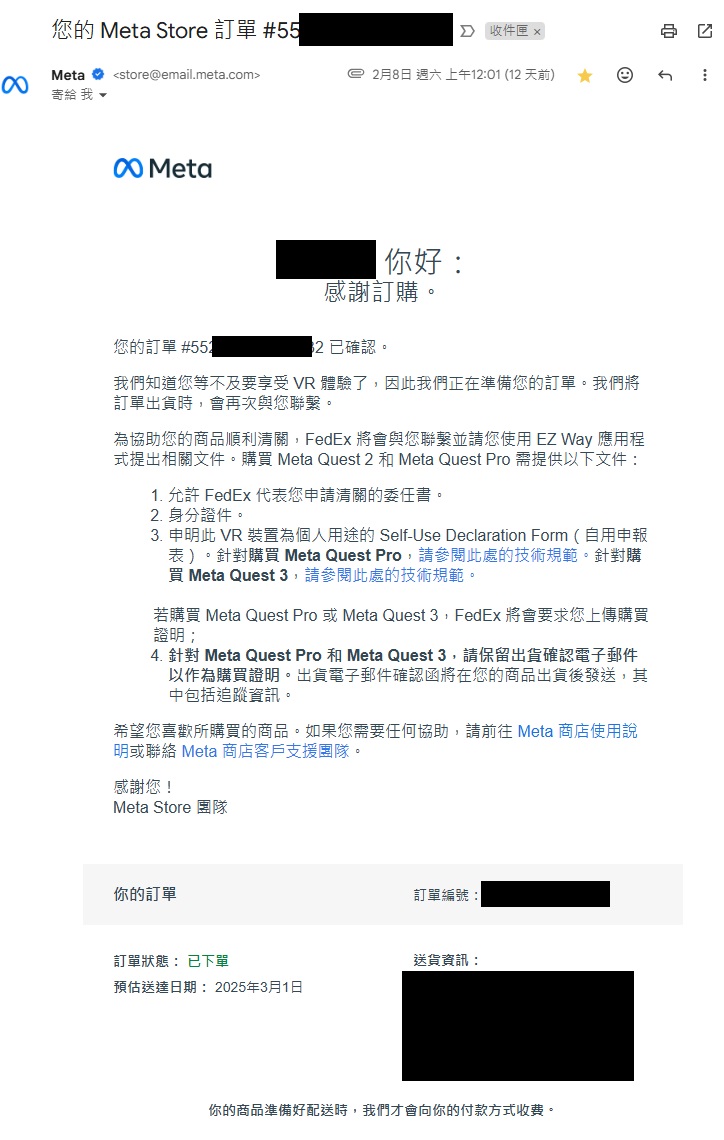 您的 Meta Store 訂單 #55
收件匣 ×
Meta <store@email.meta.com>
2月8日 週六 上午12:01 (12 天前)
寄給 我
Meta
你好：
感謝訂購。
您的訂單 #552 32 已確認。
我們知道您等不及要享受 VR 體驗了，因此我們正在準備您的訂單。我們將
訂單出貨時，會再次與您聯繫。
為協助您的商品順利清關，FedEx 將會與您聯繫並請您使用 EZ Way 應用程
式提出相關文件。購買 Meta Quest 2 和 Meta Quest Pro 需提供以下文件：
1. 允許 FedEx 代表您申請清關的委任書。
2. 身分證件。
3. 申明此 VR 裝置為個人用途的 Self-Use Declaration Form（自用申報
表）。針對購買 Meta Quest Pro，請參閱此處的技術規範。針對購
買 Meta Quest 3，請參閱此處的技術規範。
若購買 Meta Quest Pro 或 Meta Quest 3，FedEx 將會要求您上傳購買
證明；
4. 針對 Meta Quest Pro 和 Meta Quest 3，請保留出貨確認電子郵件
以作為購買證明。出貨電子郵件確認函將在您的商品出貨後發送，其
中包括追蹤資訊。
希望您喜歡所購買的商品。如果您需要任何協助，請前往 Meta 商店使用說
明或聯絡 Meta 商店客戶支援團隊。
感謝您！
Meta Store 團隊
你的訂單
訂單編號：
訂單狀態： 已下單
送貨資訊：
預估送達日期： 2025年3月1日
你的商品準備好配送時，我們才會向你的付款方式收費。